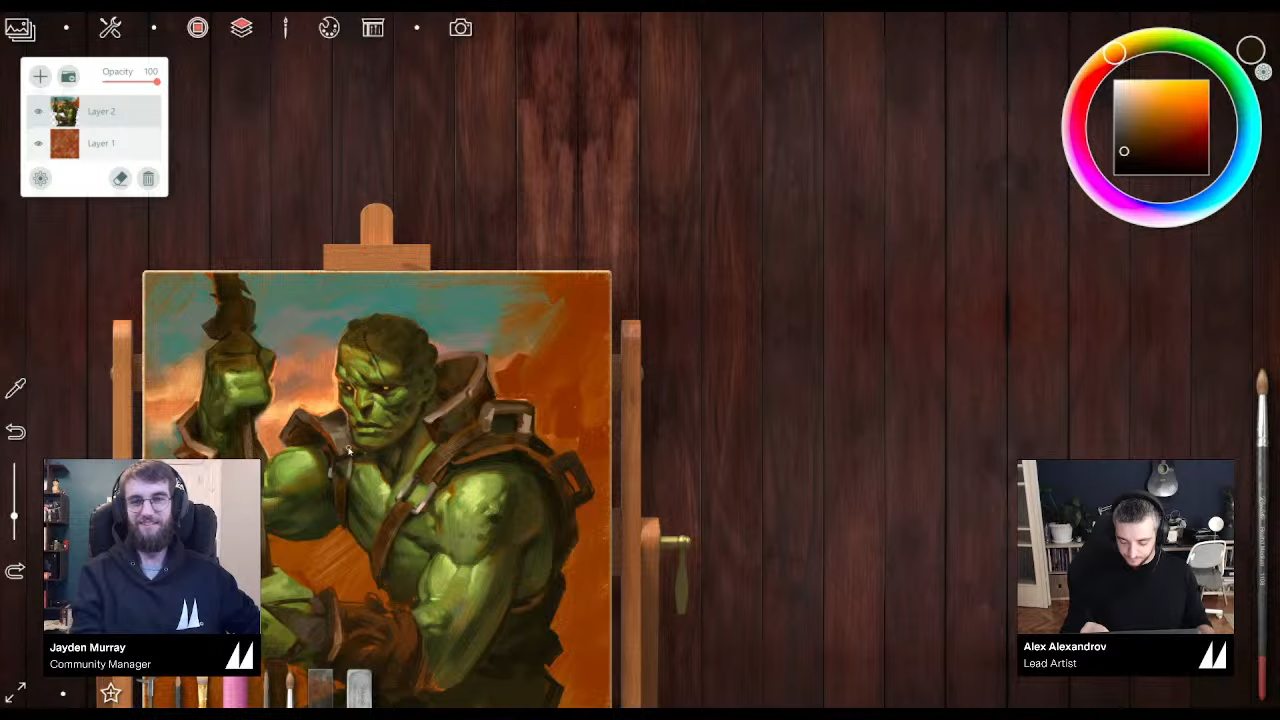 Opacity 100
Layer 2
Layer 1
Jayden Murray
Community Manager
Alex Alexandrov
Lead Artist